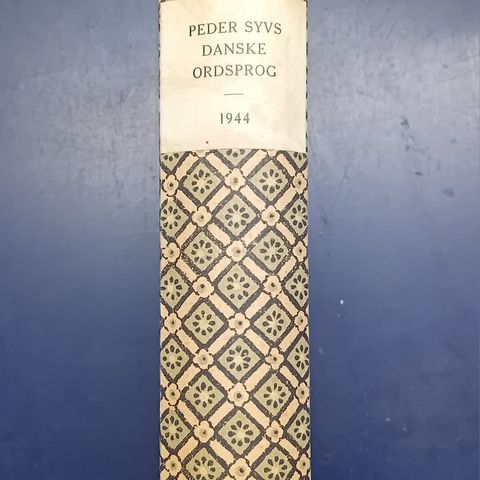 PEDER SYVS
DANSKE
ORDSPROG
1944